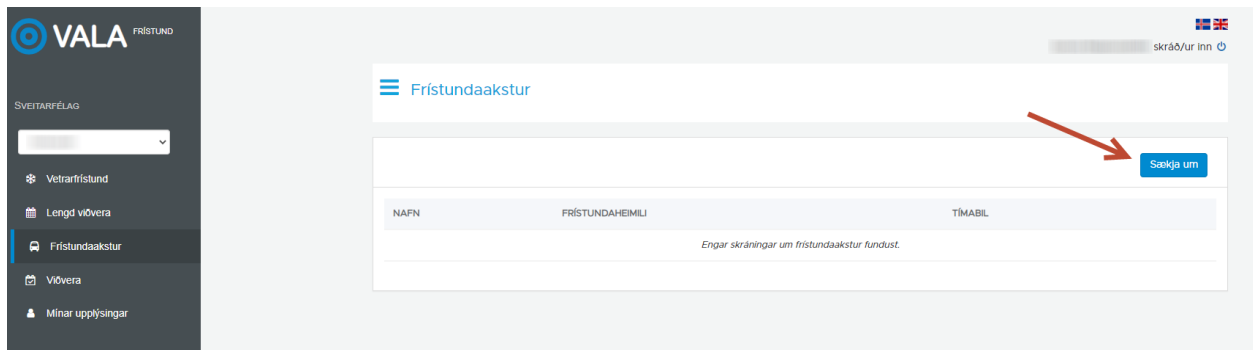 VALA FRÍSTUND
skráð/ur inn
Frístundaakstur
SVEITARFÉLAG
Sækja um
Vetrarfrístund
Lengd viðvera
Frístundaakstur
Viðvera
Mínar upplýsingar
NAFN FRÍSTUNDAHEIMILI TÍMABIL
Engar skráningar um frístundaakstur fundust.